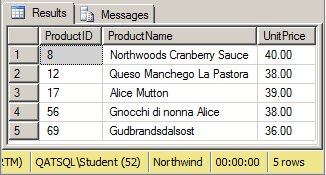 Results Messages
ProductID ProductName UnitPrice
1 8 Northwoods Cranberry Sauce 40.00
2 12 Queso Manchego La Pastora 38.00
3 17 Alice Mutton 39.00
4 56 Gnocchi di nonna Alice 38.00
5 69 Gudbrandsdalsost 36.00
RTM) QATSQL\Student (52) Northwind 00:00:00 5 rows